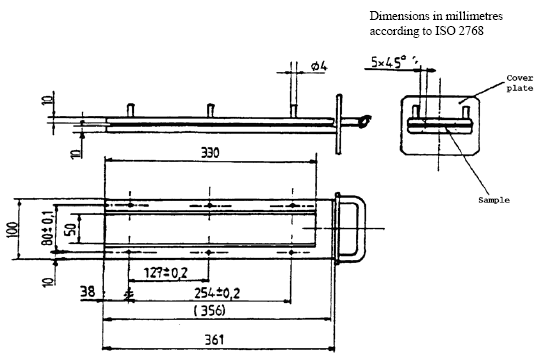 Dimensions in millimetres
according to ISO 2768
ø4
5×45°
Cover
plate
10
10
330
Sample
100
80±0,1
50
10
127±0,2
38
254±0,2
(356)
361